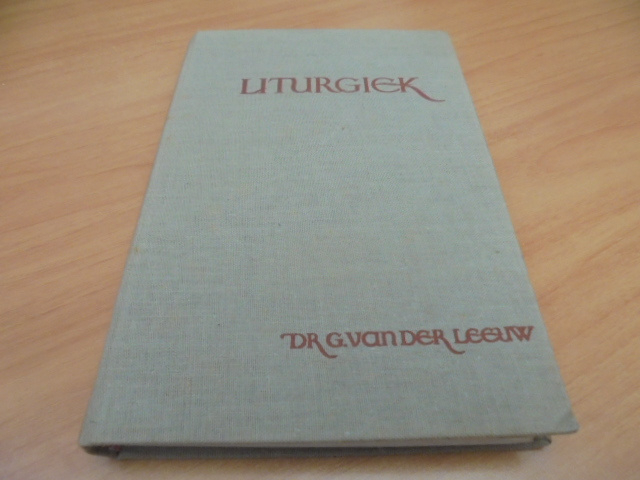 LITURGIEK
DR G. VAN DER LEEUW